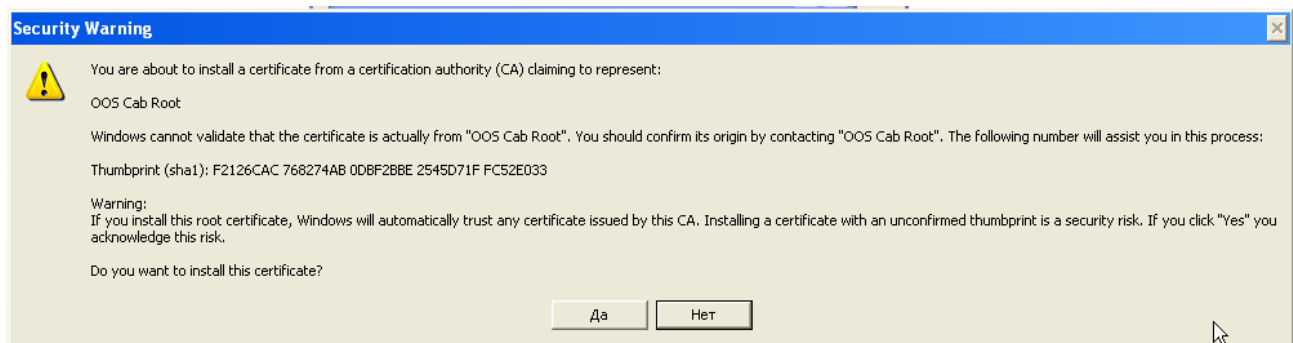 Security Warning
You are about to install a certificate from a certification authority (CA) claiming to represent:
OOS Cab Root
Windows cannot validate that the certificate is actually from "OOS Cab Root". You should confirm its origin by contacting "OOS Cab Root". The following number will assist you in this process:
Thumbprint (sha1): F2126CAC 768274AB 0DBF2BBE 2545D71F FC52E033
Warning:
If you install this root certificate, Windows will automatically trust any certificate issued by this CA. Installing a certificate with an unconfirmed thumbprint is a security risk. If you click "Yes" you
acknowledge this risk.
Do you want to install this certificate?
Да
Нет